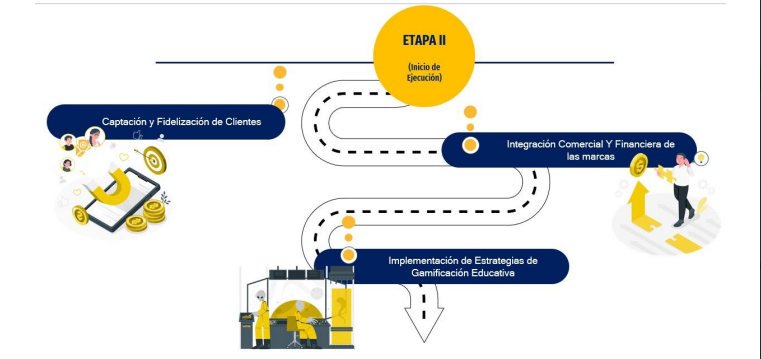 ETAPA II
(Inicio de
Ejecución)
Captación y Fidelización de Clientes
Integración Comercial Y Financiera de
las marcas
Implementación de Estrategias de
Gamificación Educativa